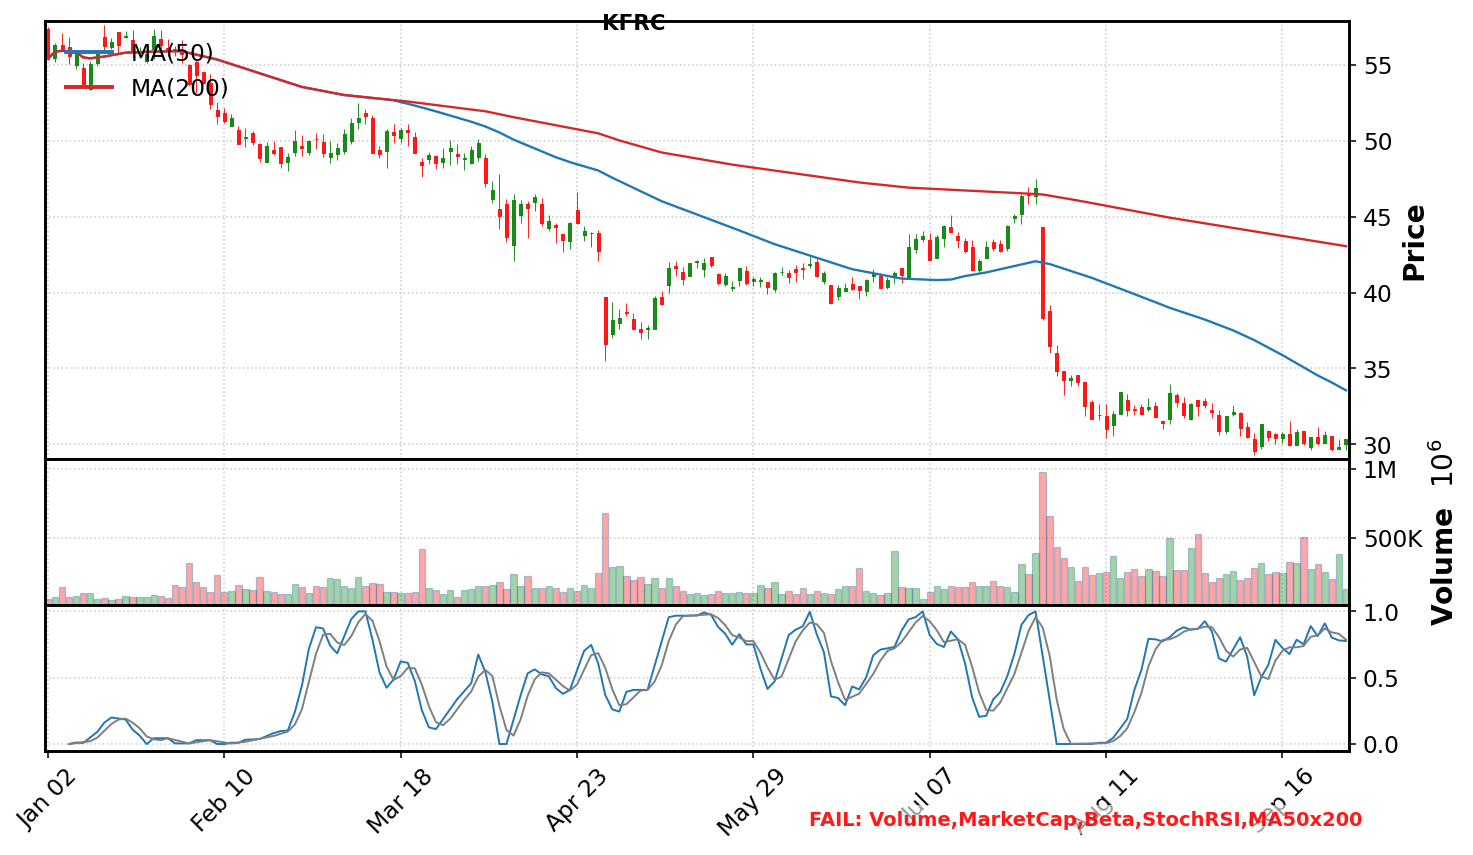 KFRC
MA(50)
MA(200)
55
50
45
40
35
30
Price
1M
500K
Volume 10^6
1.0
0.5
0.0
Jan 02
Feb 10
Mar 18
Apr 23
May 29
Jul 07
Aug 11
Sep 16
FAIL: Volume,MarketCap,Beta,StochRSI,MA50x200